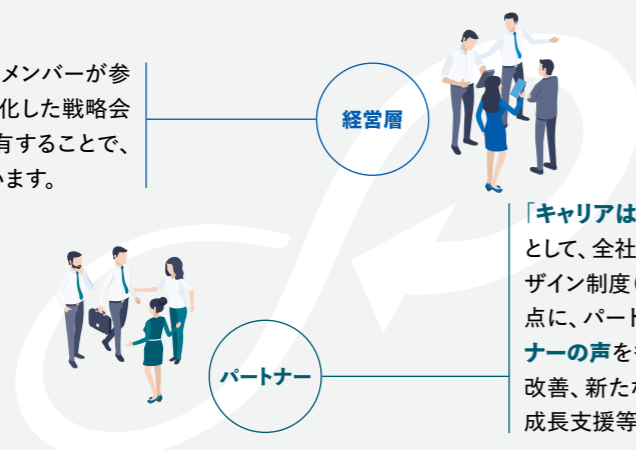 メンバーが参
化した戦略会
有することで、
います。
経営層
「キャリアは
として、全社
ザイン制度（
点に、パート
ナーの声を
改善、新た
成長支援等
パートナー